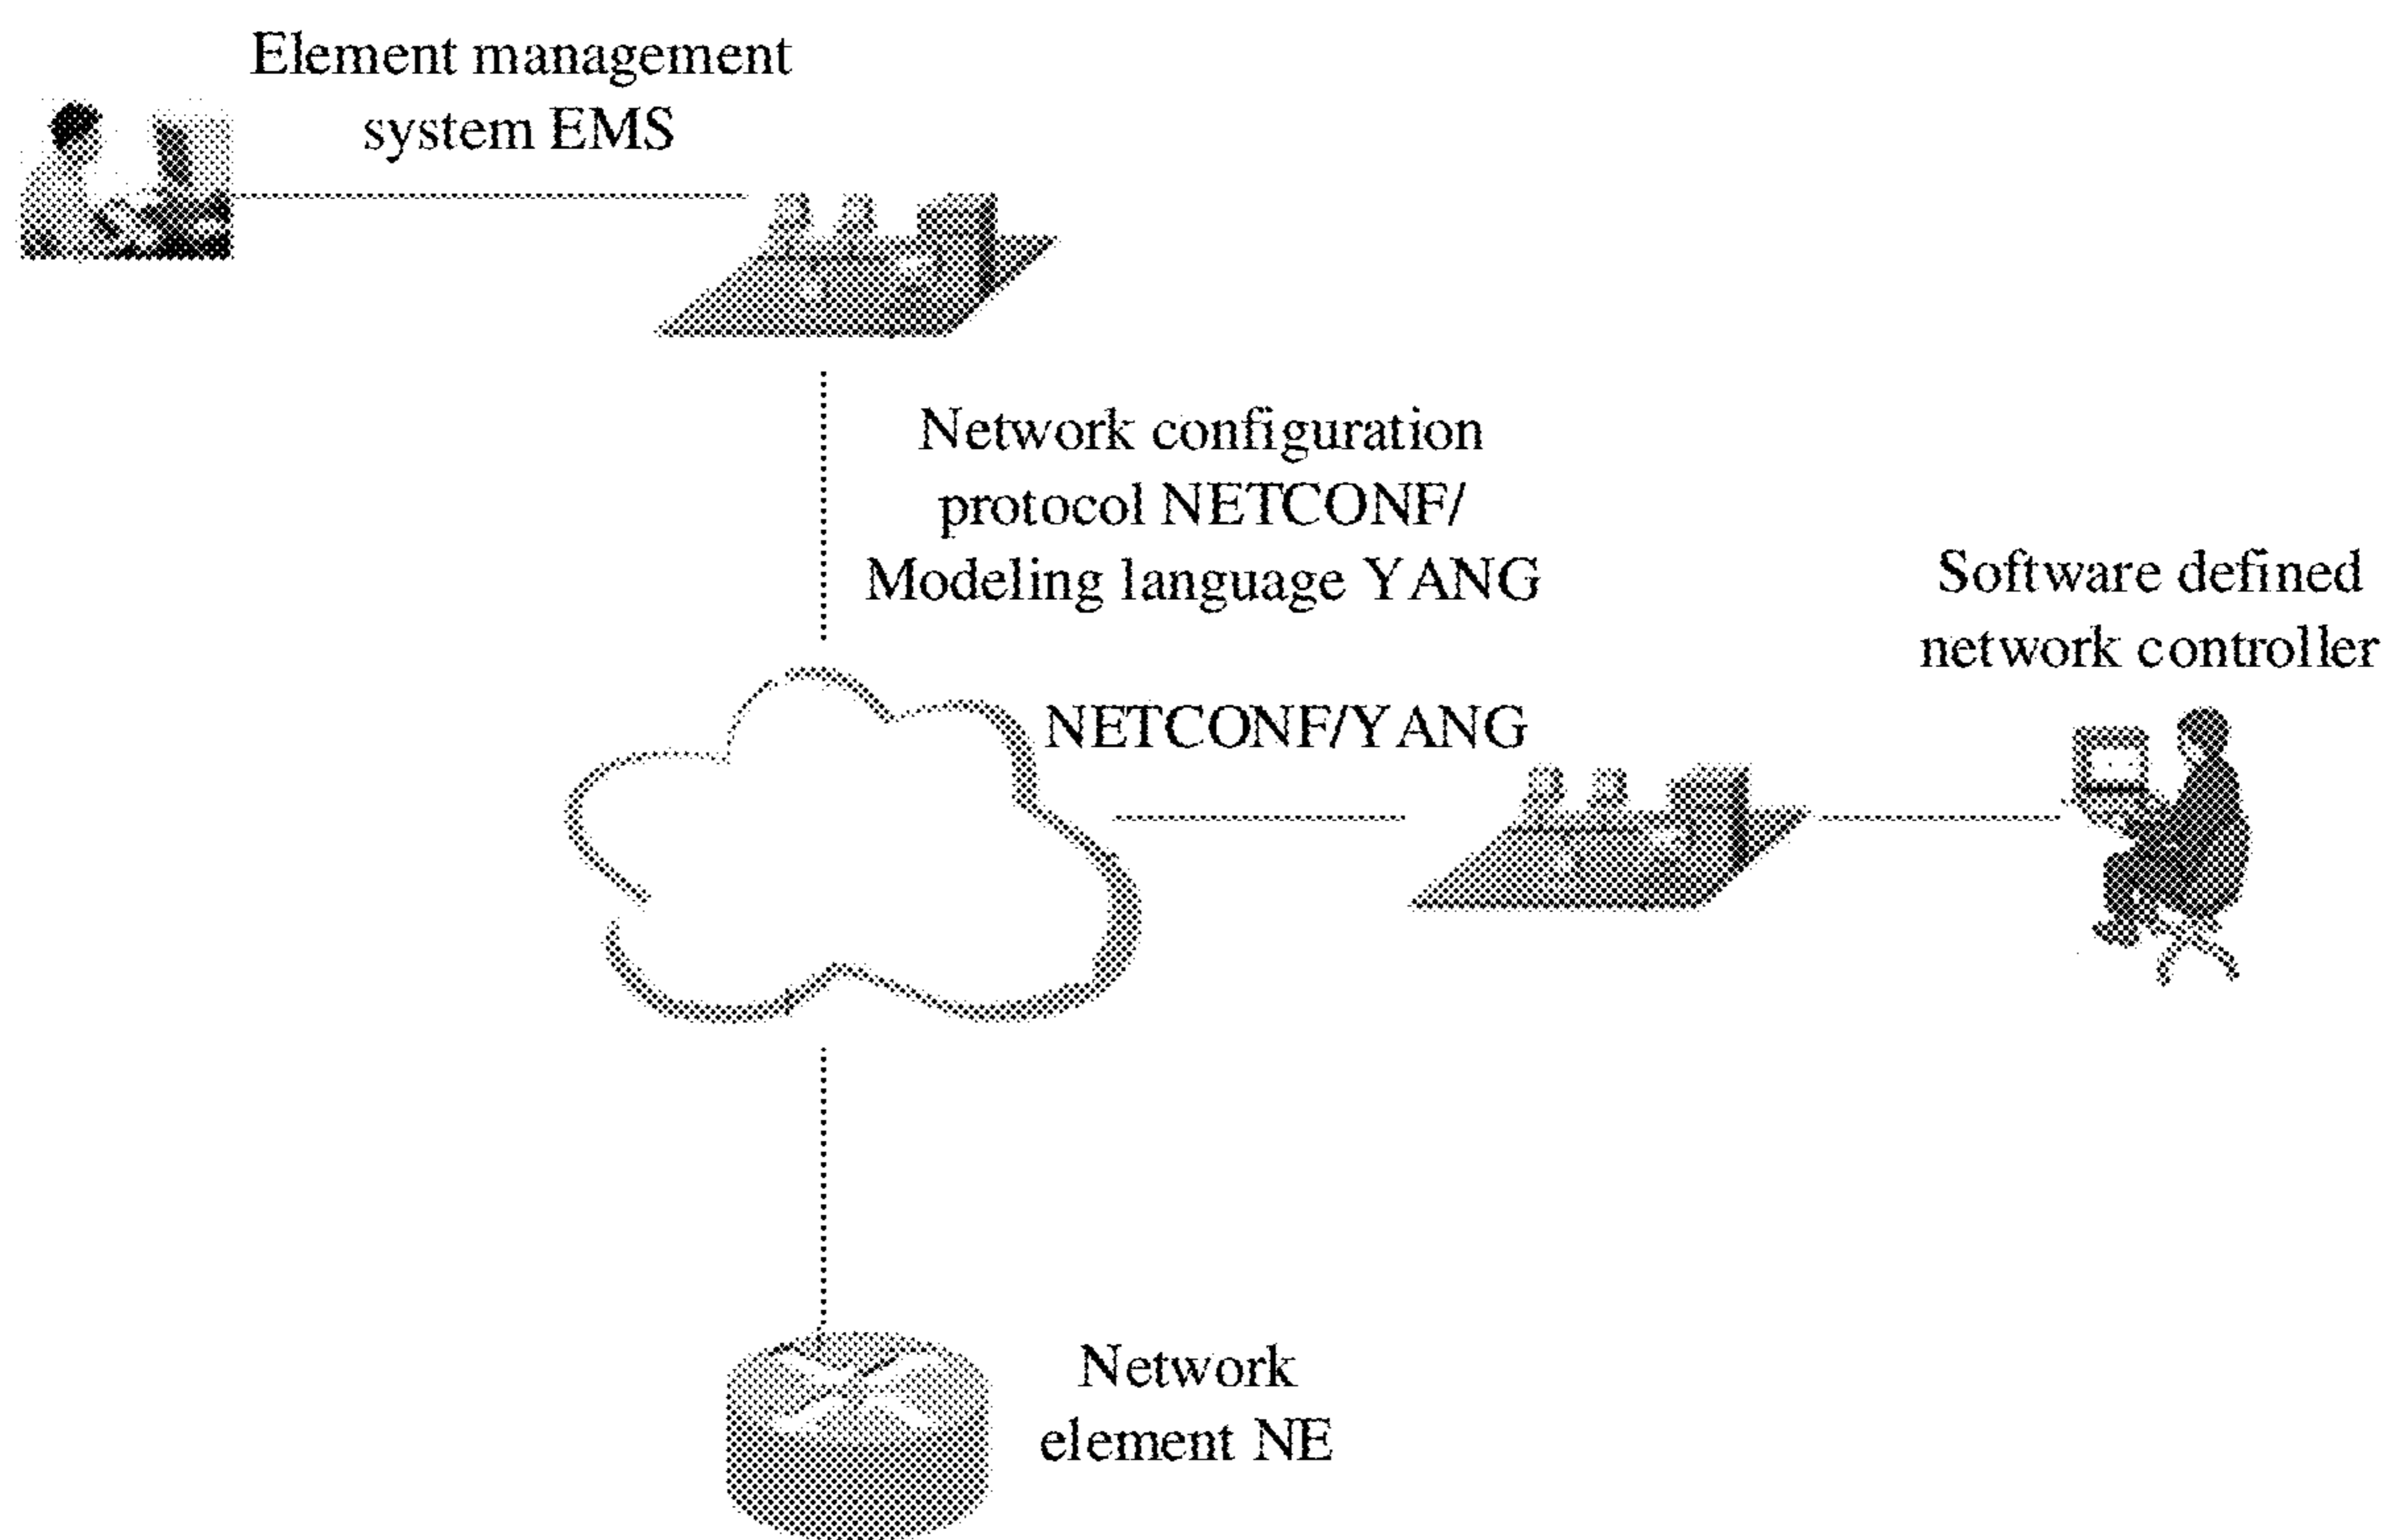 Element management
system EMS
Network configuration
protocol NETCONF/
Modeling language YANG
Software defined
network controller
NETCONF/YANG
Network
element NE